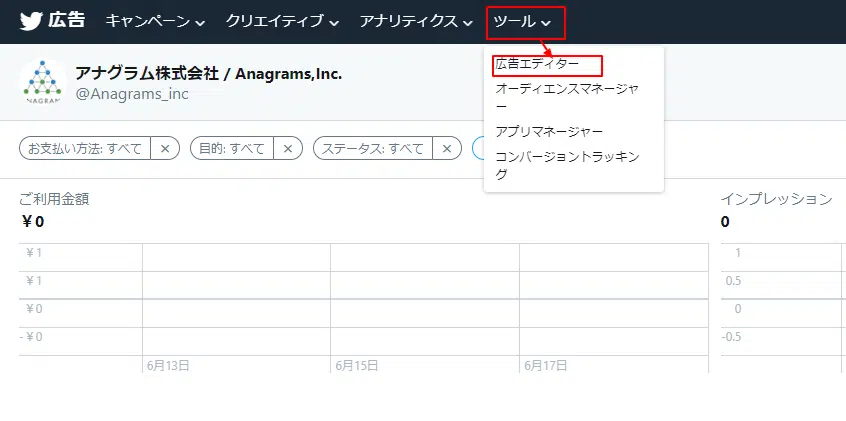 広告 キャンペーン クリエイティブ アナリティクス ツール
広告エディター
オーディエンスマネージャ
ー
アプリマネージャー
コンバージョントラッキン
グ
NAGRAM
アナグラム株式会社 / Anagrams,Inc.
@Anagrams_inc
お支払い方法: すべて × 目的: すべて × ステータス: すべて ×
ご利用金額
¥0
¥1
¥1
¥0
-¥0
6月13日 6月15日 6月17日
インプレッション
0
1
0.5
0
-0.5